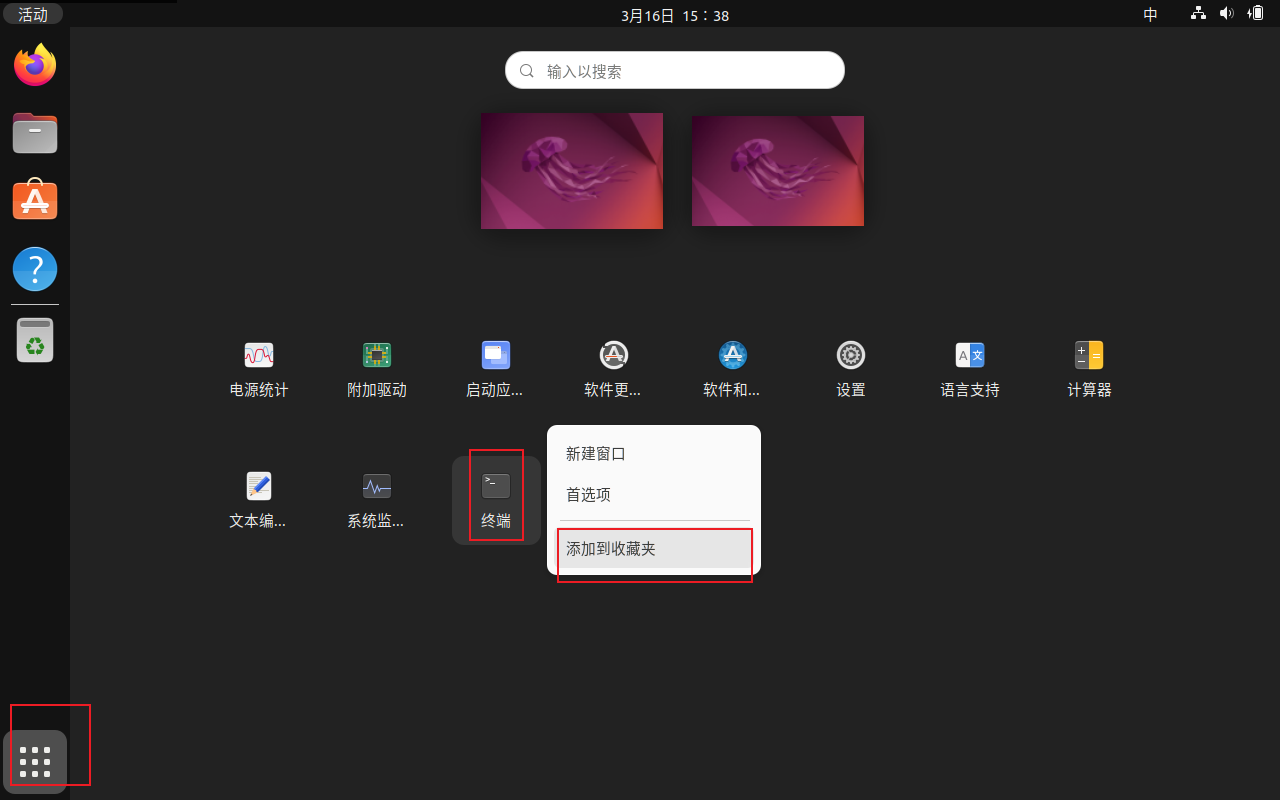 活动
3月16日 15：38
中
输入以搜索
电源统计
附加驱动
启动应...
软件更...
软件和...
设置
语言支持
计算器
文本编...
系统监...
终端
新建窗口
首选项
添加到收藏夹